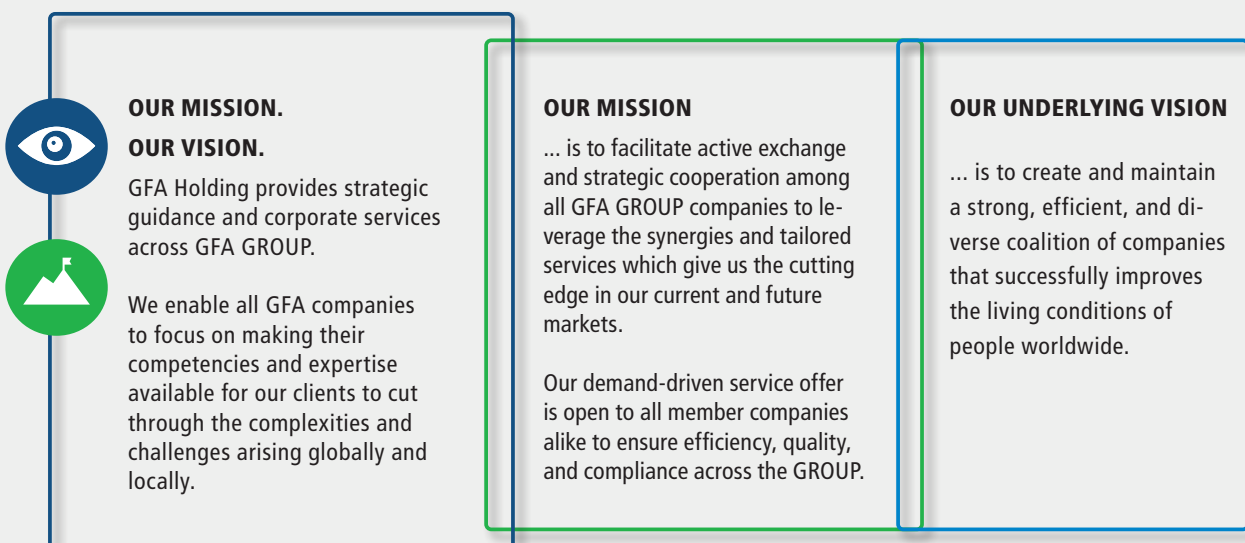 OUR MISSION.
OUR VISION.
GFA Holding provides strategic
guidance and corporate services
across GFA GROUP.
We enable all GFA companies
to focus on making their
competencies and expertise
available for our clients to cut
through the complexities and
challenges arising globally and
locally.
OUR MISSION
... is to facilitate active exchange
and strategic cooperation among
all GFA GROUP companies to le-
verage the synergies and tailored
services which give us the cutting
edge in our current and future
markets.
Our demand-driven service offer
is open to all member companies
alike to ensure efficiency, quality,
and compliance across the GROUP.
OUR UNDERLYING VISION
... is to create and maintain
a strong, efficient, and di-
verse coalition of companies
that successfully improves
the living conditions of
people worldwide.